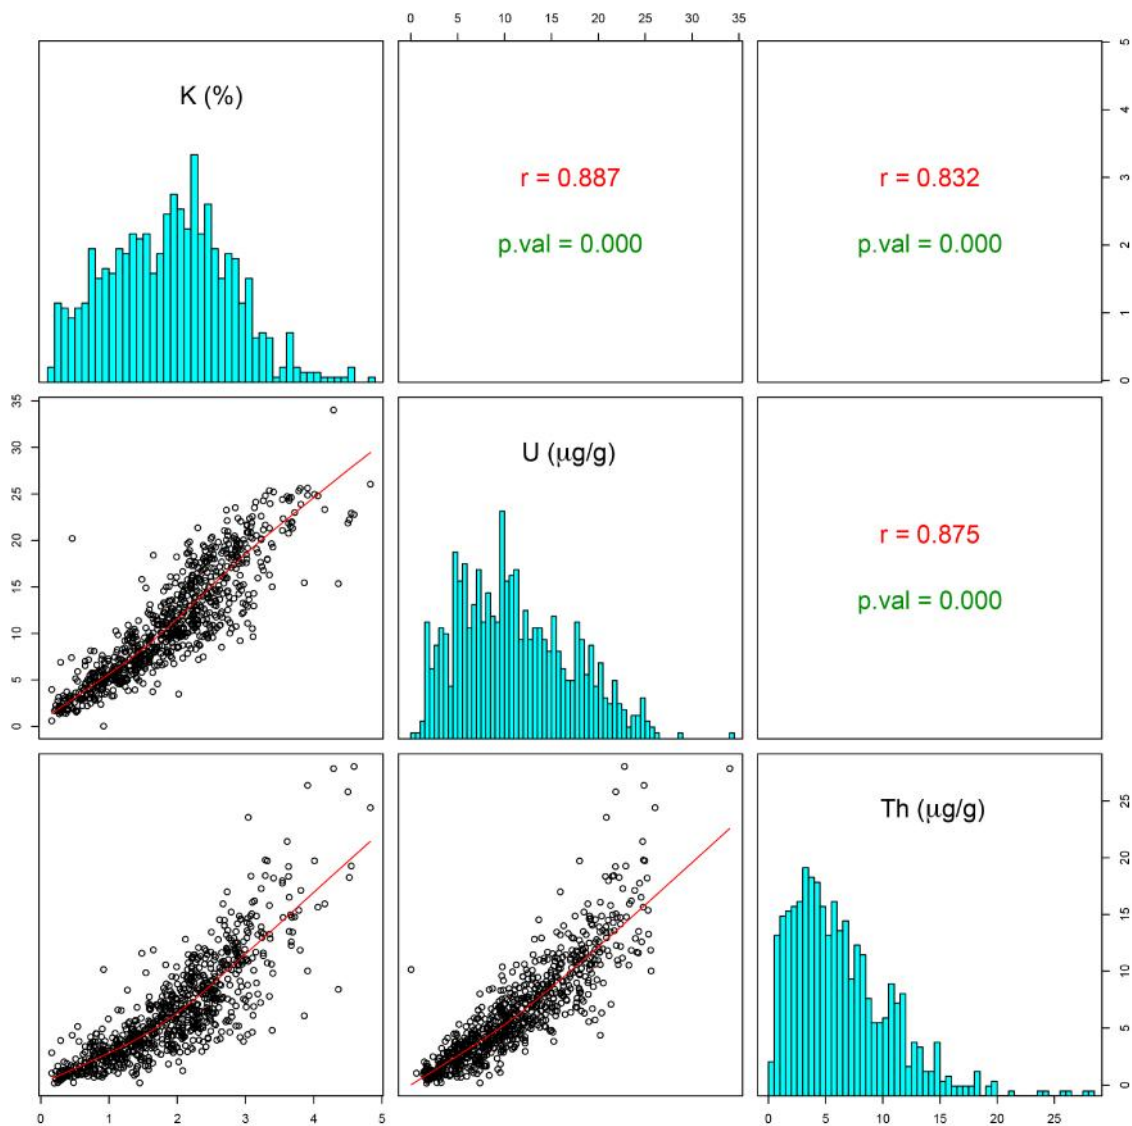 0 5 10 15 20 25 30 35
K (%)
r = 0.887
p.val = 0.000
r = 0.832
p.val = 0.000
0 1 2 3 4 5
0 5 10 15 20 25 30 35
U (μg/g)
r = 0.875
p.val = 0.000
Th (μg/g)
0 5 10 15 20 25
0 1 2 3 4 5
0 5 10 15 20 25